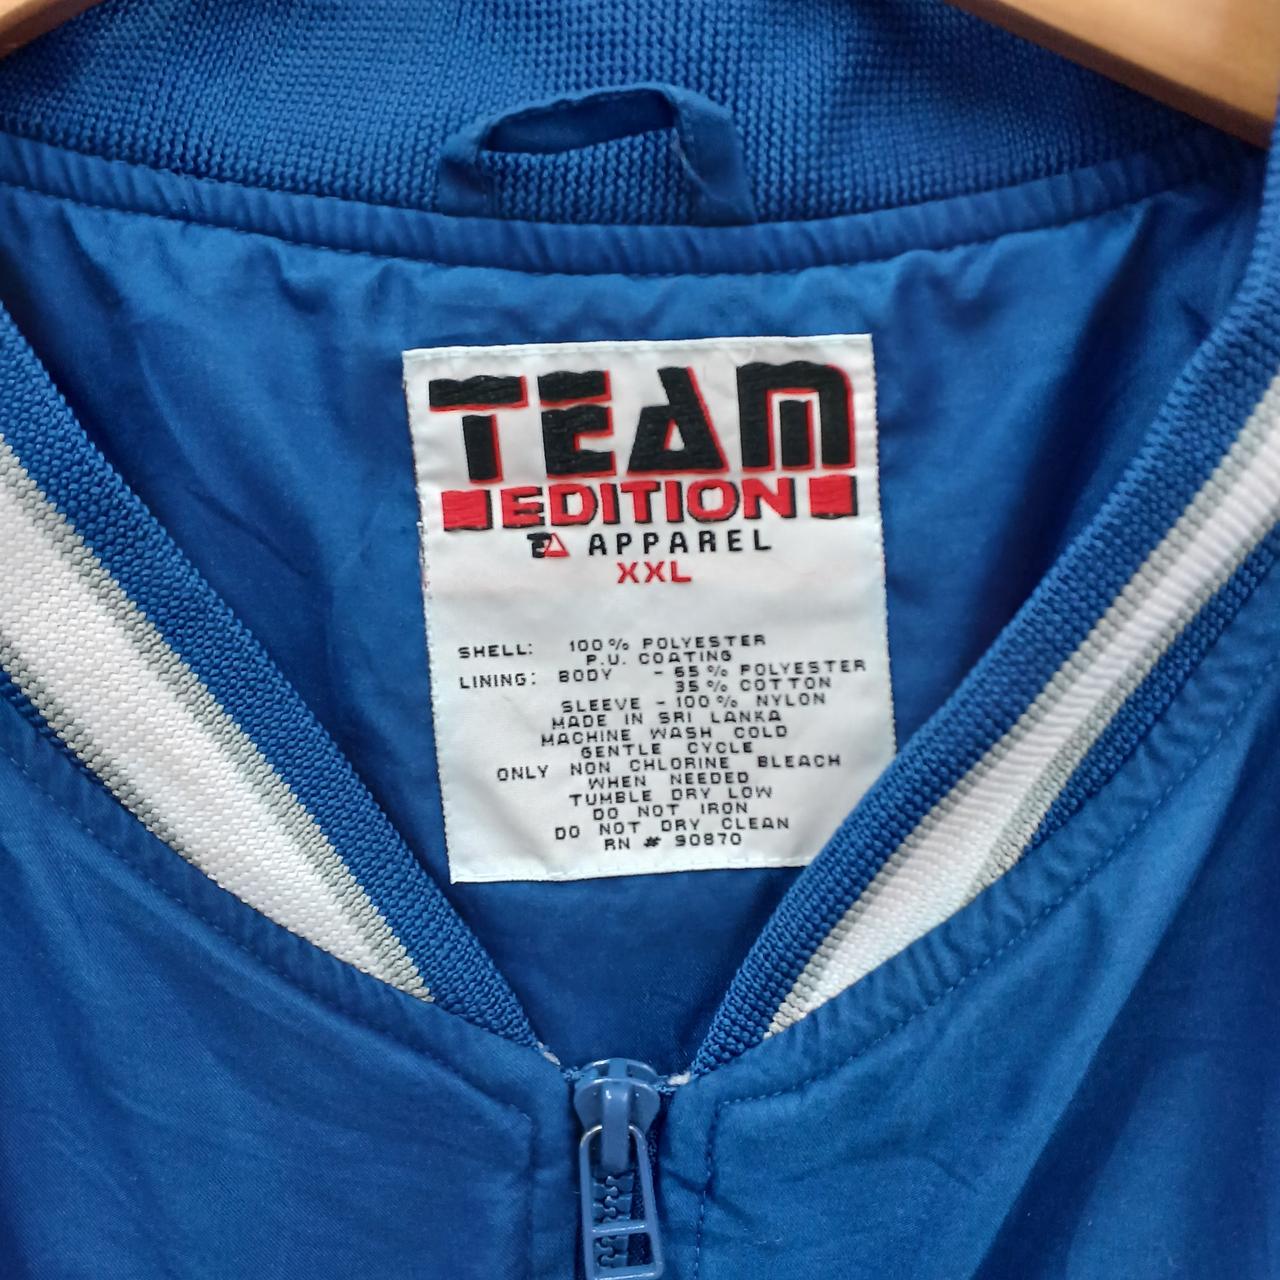 TEAM
EDITION
APPAREL
XXL
SHELL: 100% POLYESTER
P.U. COATING
LINING: BODY - 65% POLYESTER
35% COTTON
SLEEVE - 100% NYLON
MADE IN SRI LANKA
MACHINE WASH COLD
GENTLE CYCLE
ONLY NON CHLORINE BLEACH
WHEN NEEDED
TUMBLE DRY LOW
DO NOT IRON
DO NOT DRY CLEAN
RN # 90870